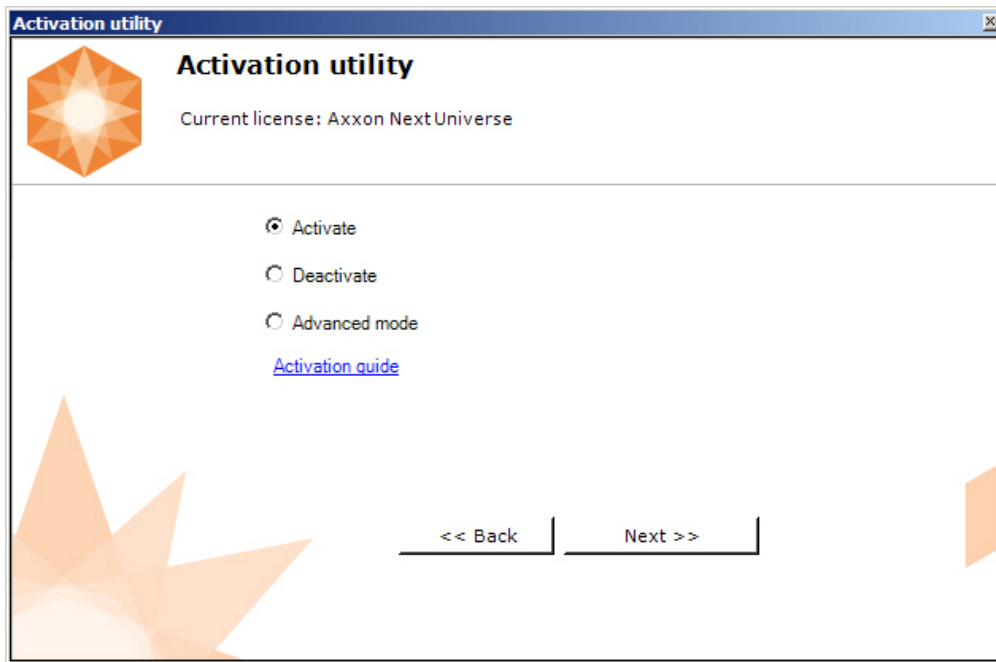 Activation utility
Activation utility
Current license: Axxon Next Universe
Activate
Deactivate
Advanced mode
Activation guide
<< Back Next >>